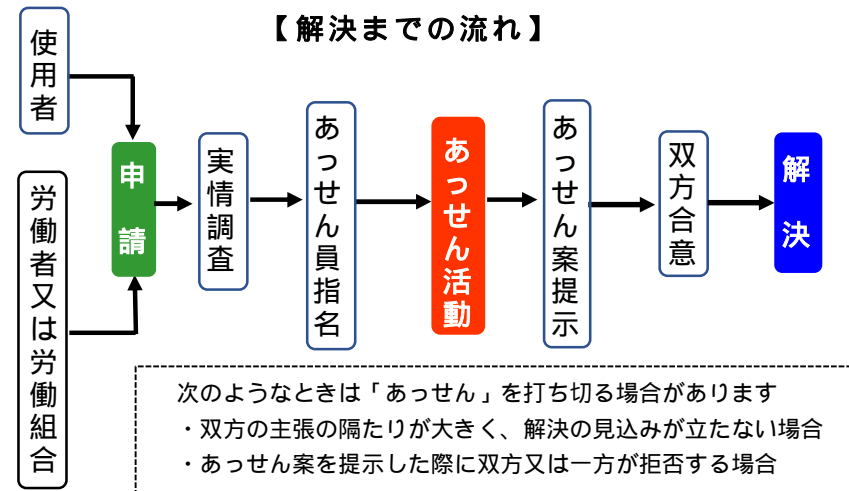 【解決までの流れ】
使用者
労働者又は労働組合
申請
実情調査
あっせん員指名
あっせん活動
あっせん案提示
双方合意
解決
次のようなときは「あっせん」を打ち切る場合があります
・双方の主張の隔たりが大きく、解決の見込みが立たない場合
・あっせん案を提示した際に双方又は一方が拒否する場合